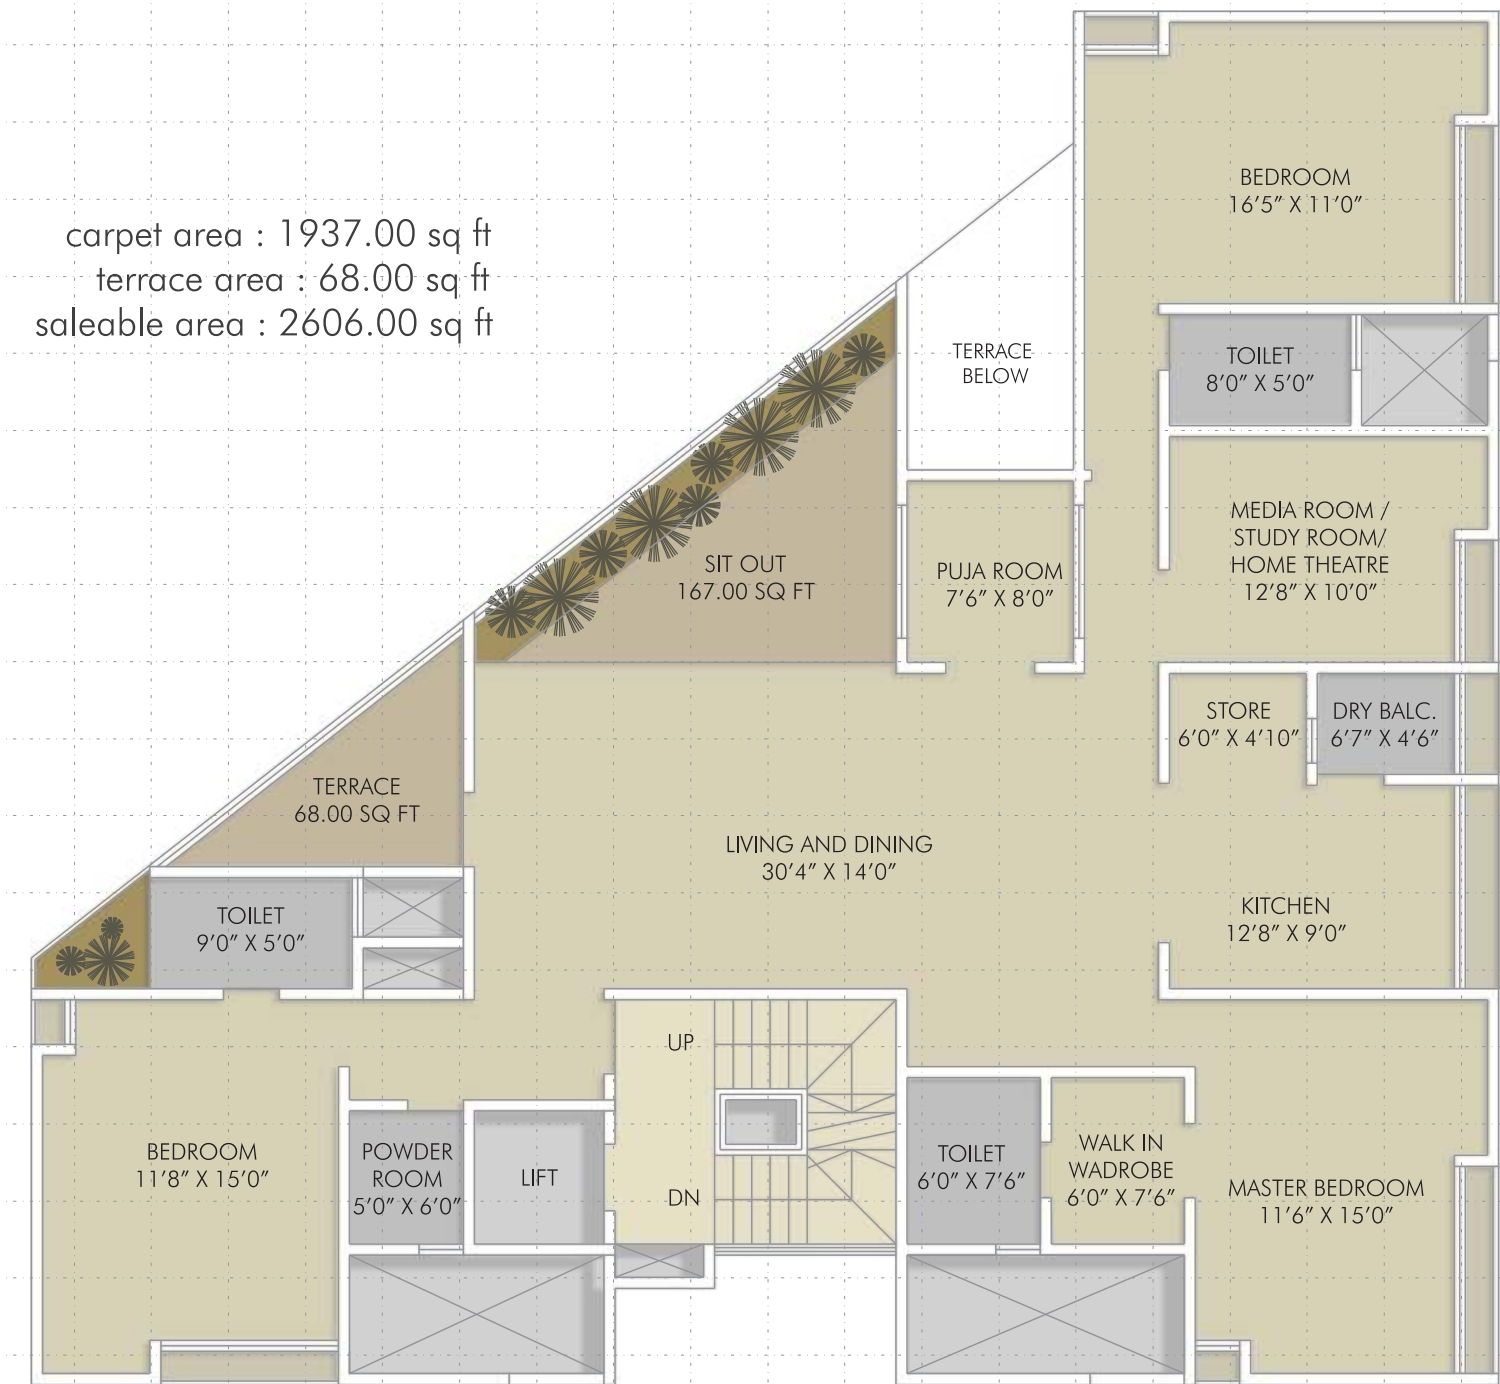 carpet area : 1937.00 sq ft
terrace area : 68.00 sq ft
saleable area : 2606.00 sq ft
BEDROOM
16'5" X 11'0"
TERRACE
BELOW
TOILET
8'0" X 5'0"
MEDIA ROOM /
STUDY ROOM/
HOME THEATRE
12'8" X 10'0"
SIT OUT
167.00 SQ FT
PUJA ROOM
7'6" X 8'0"
STORE
6'0" X 4'10"
DRY BALC.
6'7" X 4'6"
TERRACE
68.00 SQ FT
LIVING AND DINING
30'4" X 14'0"
TOILET
9'0" X 5'0"
KITCHEN
12'8" X 9'0"
UP
DN
BEDROOM
11'8" X 15'0"
POWDER
ROOM
5'0" X 6'0"
LIFT
TOILET
6'0" X 7'6"
WALK IN
WADROBE
6'0" X 7'6"
MASTER BEDROOM
11'6" X 15'0"